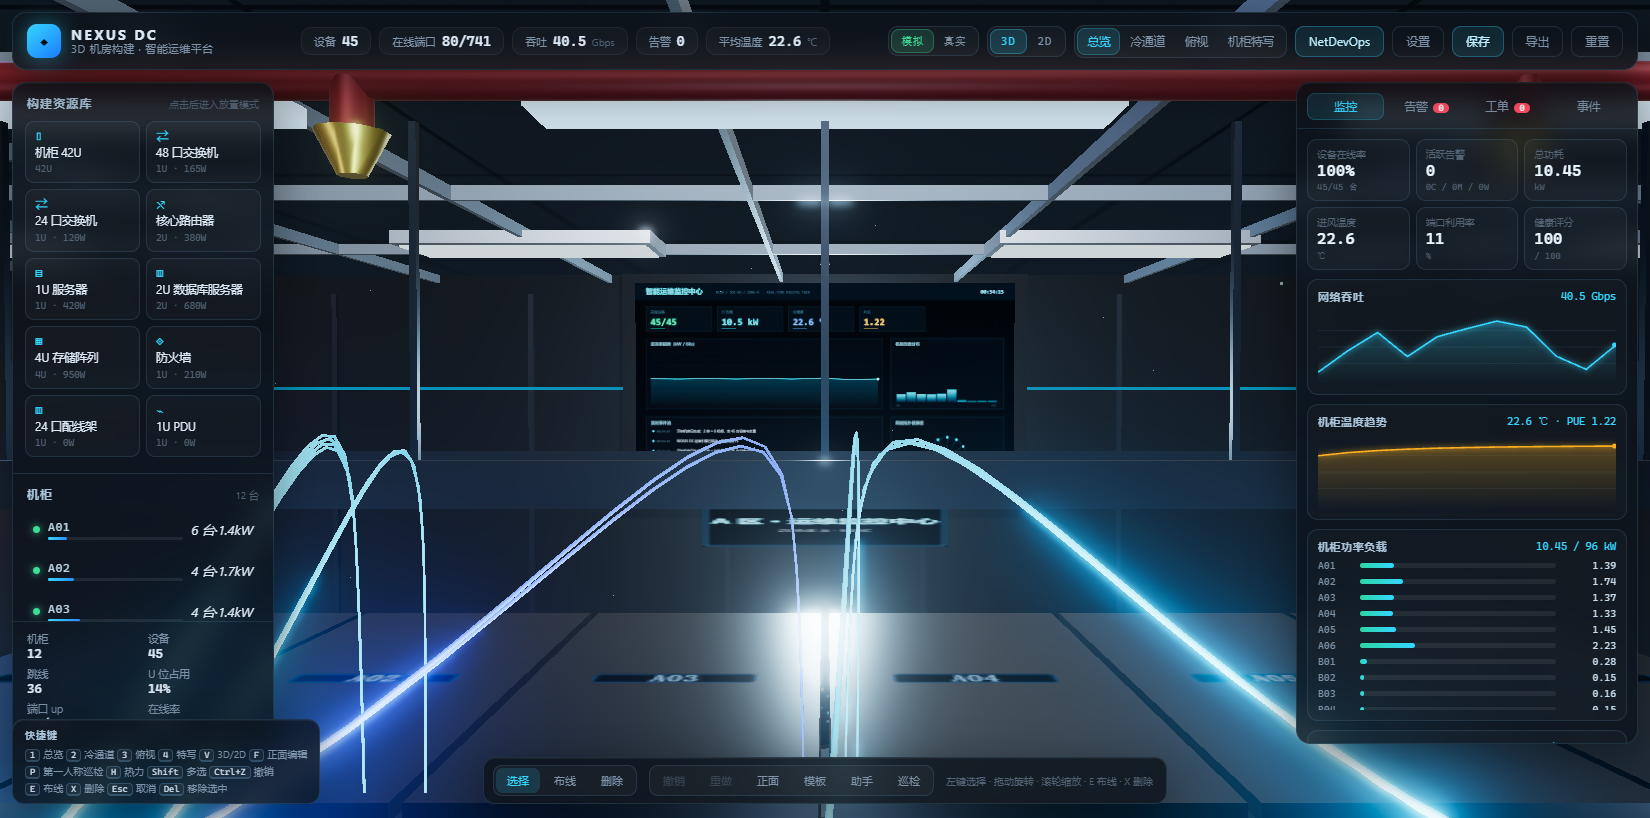 NEXUS DC
3D 机房构建 · 智能运维平台
设备 45
在线端口 80/741
吞吐 40.5 Gbps
告警 0
平均温度 22.6 ℃
模拟 真实
3D 2D
总览 冷通道 俯视 机柜特写
NetDevOps
设置
保存
导出
重置
构建资源库
点击后进入放置模式
机柜 42U
42U
48 口交换机
1U · 165W
24 口交换机
1U · 120W
核心路由器
2U · 380W
1U 服务器
1U · 420W
2U 数据库服务器
2U · 680W
4U 存储阵列
4U · 950W
防火墙
1U · 210W
24 口配线架
1U · 0W
1U PDU
1U · 0W
机柜
12 台
A01
6 台·1.4kW
A02
4 台·1.7kW
A03
4 台·1.4kW
机柜
12
设备
45
跳线
36
U 位占用
14%
端口 up
在线率
快捷键
1 总览 2 冷通道 3 俯视 4 特写 V 3D/2D F 正面编辑
P 第一人称巡检 H 热力 Shift 多选 Ctrl+Z 撤销
E 布线 X 删除 Esc 取消 Del 移除选中
智能运维监控中心
00:54:15
45/45
10.5 kW
22.6
1.22
A 区 · 运维监控中心
A02
A03
A04
A05
选择 布线 删除
撤销 重做 正面 模板 助手 巡检
左键选择 · 拖动旋转 · 滚轮缩放 · E 布线 · X 删除
监控
告警 0
工单 0
事件
设备在线率
100%
45/45 台
活跃告警
0
0C / 0M / 0W
总功耗
10.45
kW
进风温度
22.6
℃
端口利用率
11
%
健康评分
100
/ 100
网络吞吐
40.5 Gbps
机柜温度趋势
22.6 ℃ · PUE 1.22
机柜功率负载
10.45 / 96 kW
A01 1.39
A02 1.74
A03 1.37
A04 1.33
A05 1.45
A06 2.23
B01 0.28
B02 0.15
B03 0.16
B04 0.15